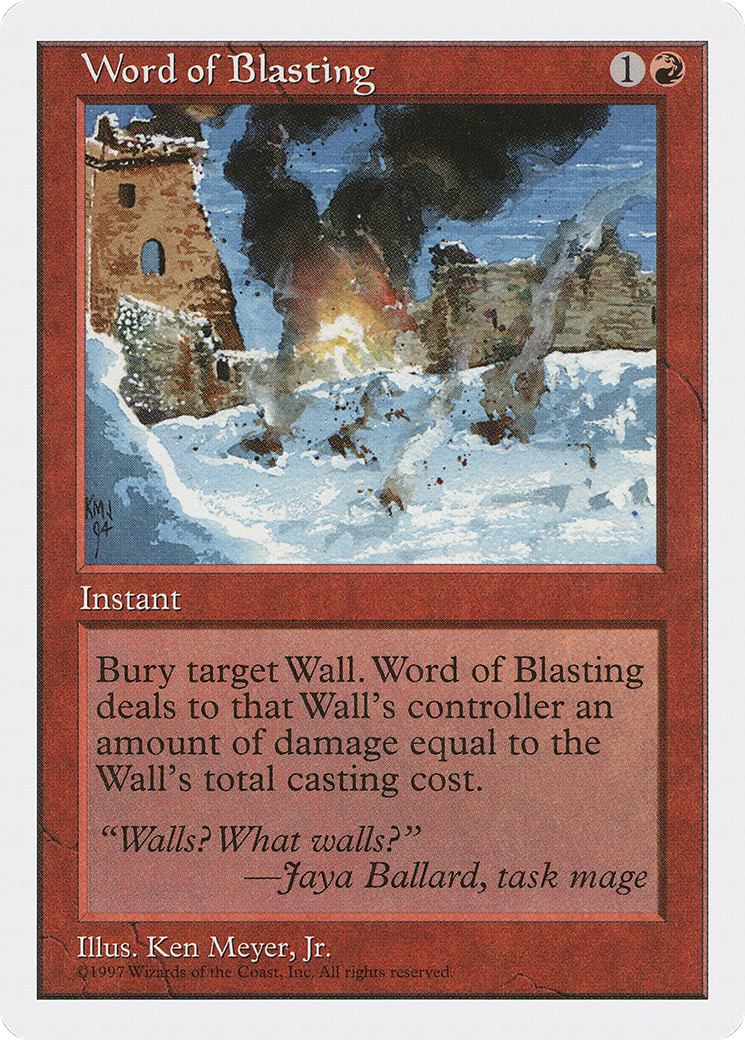 Word of Blasting
1
KMJ
94
Instant
Bury target Wall. Word of Blasting
deals to that Wall's controller an
amount of damage equal to the
Wall's total casting cost.
“Walls? What walls?”
—Jaya Ballard, task mage
Illus. Ken Meyer, Jr.
©1997 Wizards of the Coast, Inc. All rights reserved.